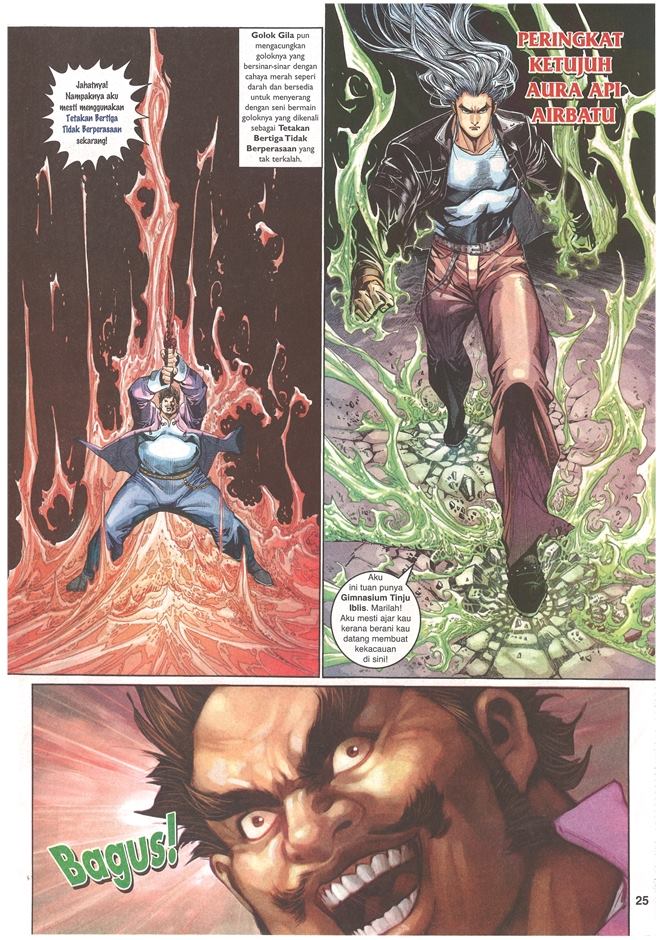 Jahatnya!
Nampaknya aku
mesti menggunakan
Tetakan Bertiga
Tidak Berperasaan
sekarang!
Golok Gila pun
mengacungkan
goloknya yang
bersinar-sinar dengan
cahaya merah seperi
darah dan bersedia
untuk menyerang
dengan seni bermain
goloknya yang dikenali
sebagai Tetakan
Bertiga Tidak
Berperasaan yang
tak terkalah.
PERINGKAT
KETUJUH
AURA API
AIRBATU
Aku
ini tuan punya
Gimnasium Tinju
Iblis. Marilah!
Aku mesti ajar kau
kerana berani kau
datang membuat
kekacauan
di sini!
Bagus!
25